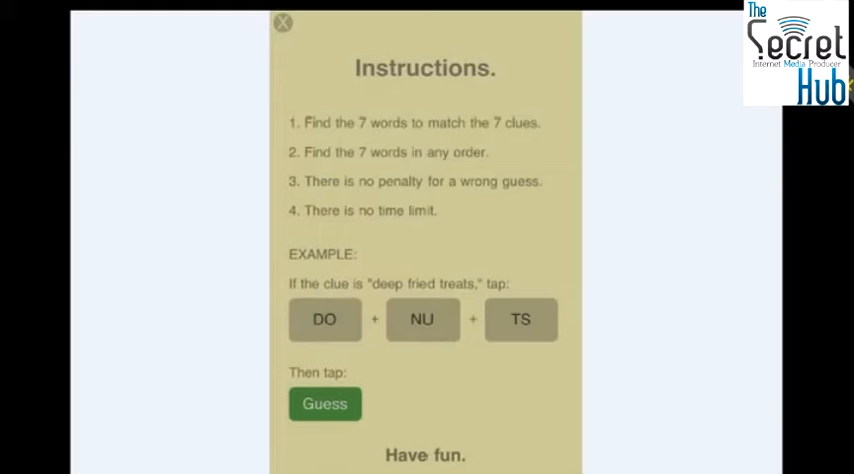 The
Secret
Internet Media Producer
Hub
X
Instructions.
1. Find the 7 words to match the 7 clues.
2. Find the 7 words in any order.
3. There is no penalty for a wrong guess.
4. There is no time limit.
EXAMPLE:
If the clue is "deep fried treats," tap:
DO + NU + TS
Then tap:
Guess
Have fun.